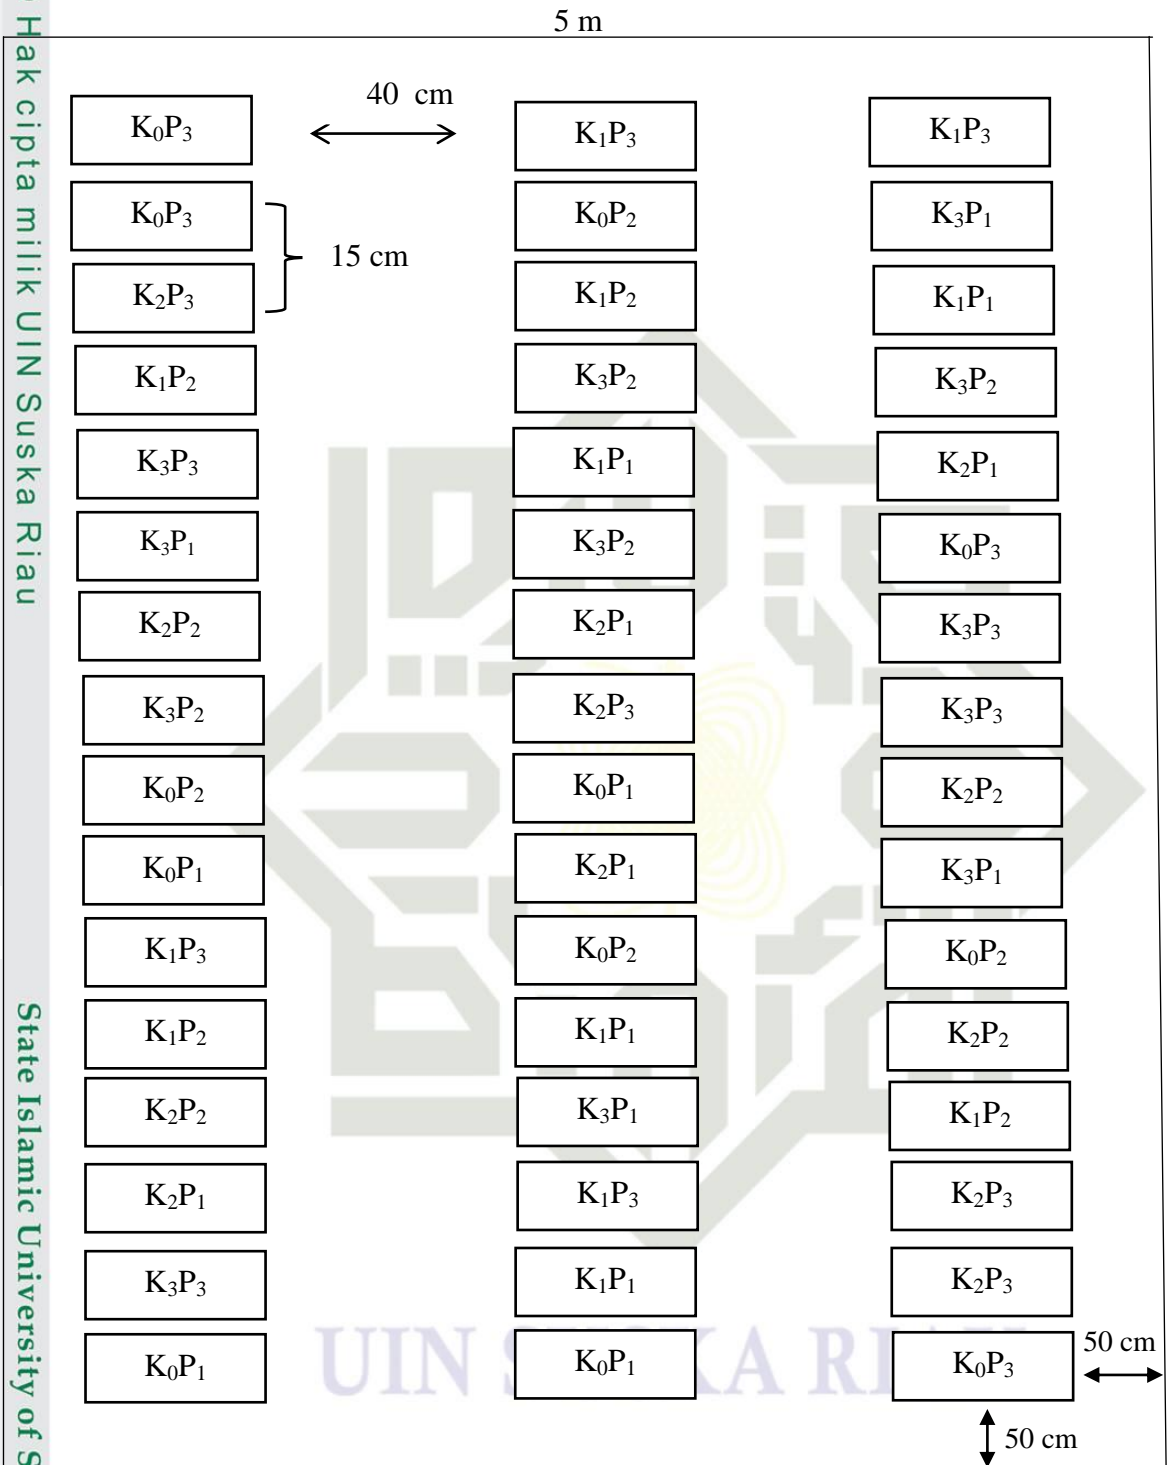 5 m
Hak cipta milik UIN Suska Riau
State Islamic University of S
40 cm
K₀P₃ K₁P₃ K₁P₃
K₀P₃ K₀P₂ K₃P₁
15 cm
K₂P₃ K₁P₂ K₁P₁
K₁P₂ K₃P₂ K₃P₂
K₃P₃ K₁P₁ K₂P₁
K₃P₁ K₃P₂ K₀P₃
K₂P₂ K₂P₁ K₃P₃
K₃P₂ K₂P₃ K₃P₃
K₀P₂ K₀P₁ K₂P₂
K₀P₁ K₂P₁ K₃P₁
K₁P₃ K₀P₂ K₀P₂
K₁P₂ K₁P₁ K₂P₂
K₂P₂ K₃P₁ K₁P₂
K₂P₁ K₁P₃ K₂P₃
K₃P₃ K₁P₁ K₂P₃
K₀P₁ K₀P₁ K₀P₃
50 cm
50 cm
UIN SUSKA RIAU